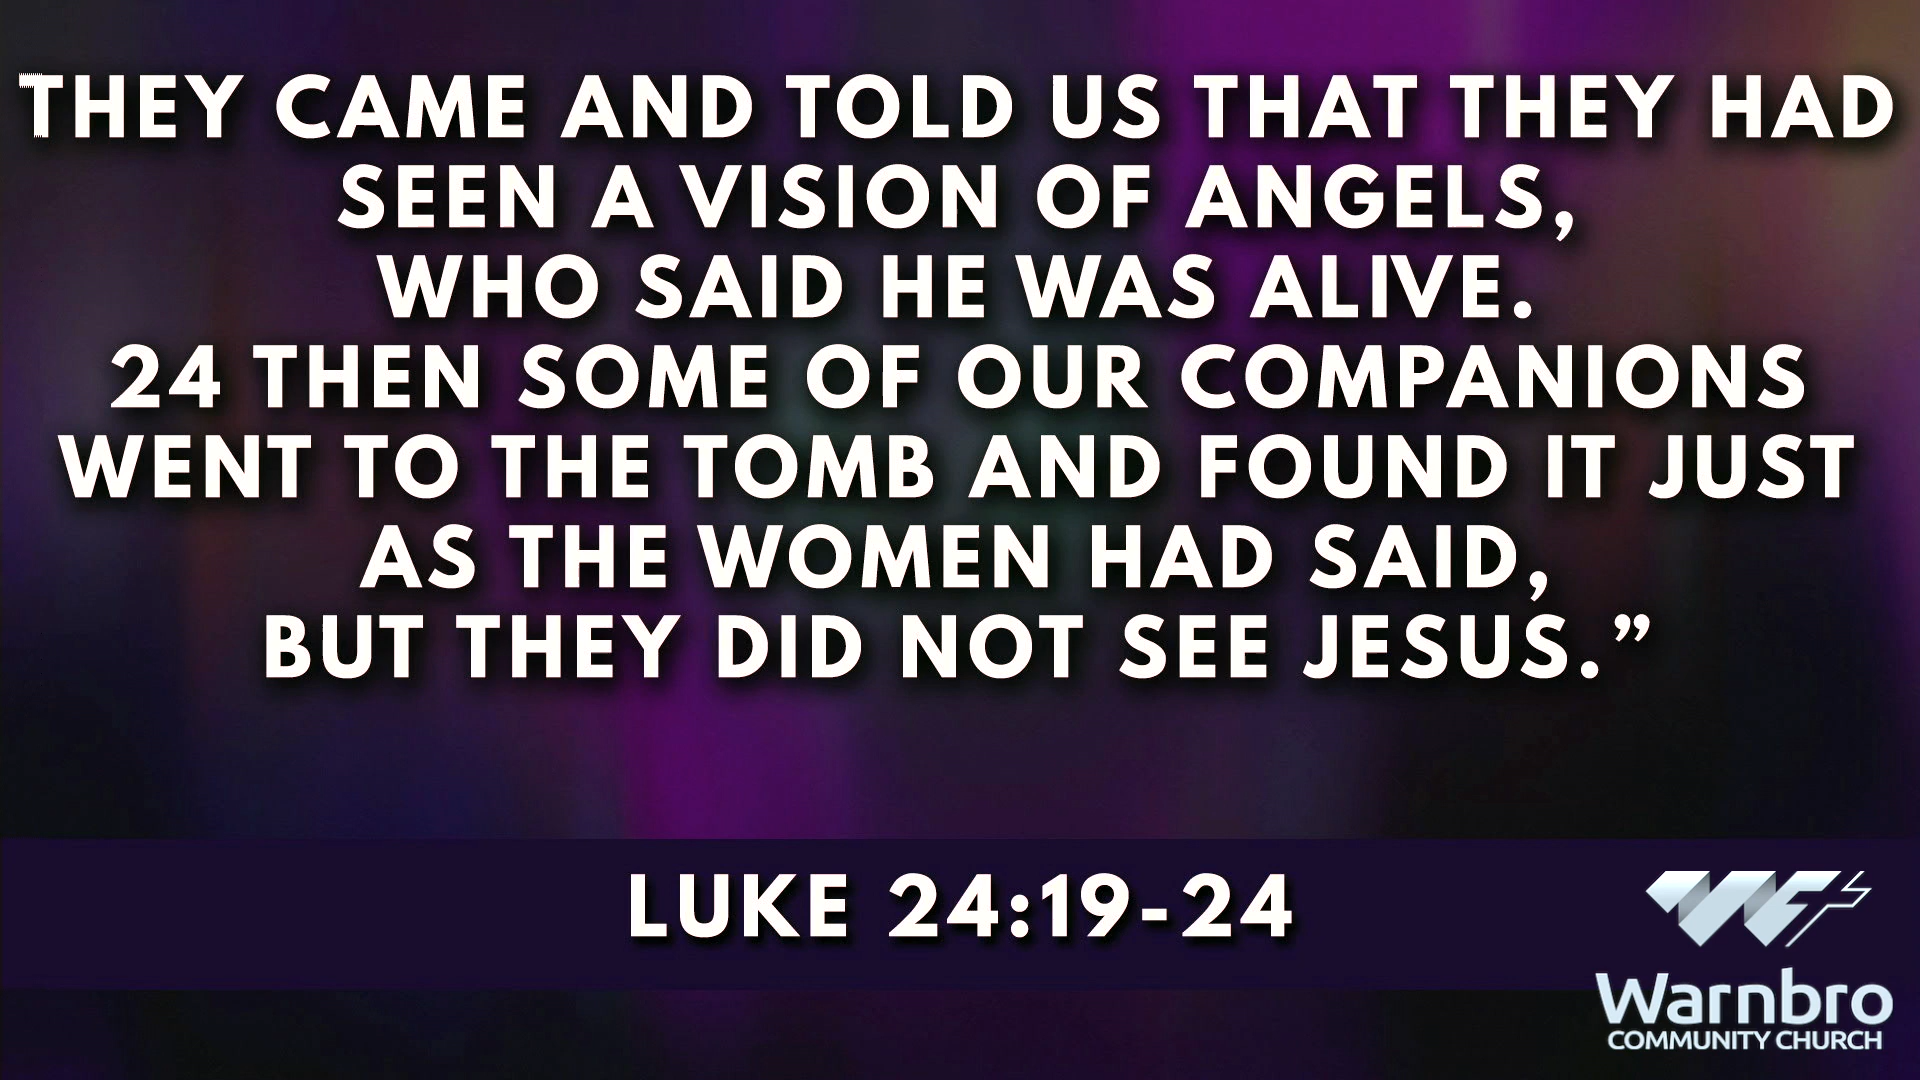 THEY CAME AND TOLD US THAT THEY HAD
SEEN A VISION OF ANGELS,
WHO SAID HE WAS ALIVE.
24 THEN SOME OF OUR COMPANIONS
WENT TO THE TOMB AND FOUND IT JUST
AS THE WOMEN HAD SAID,
BUT THEY DID NOT SEE JESUS.”
LUKE 24:19-24
Warnbro
COMMUNITY CHURCH